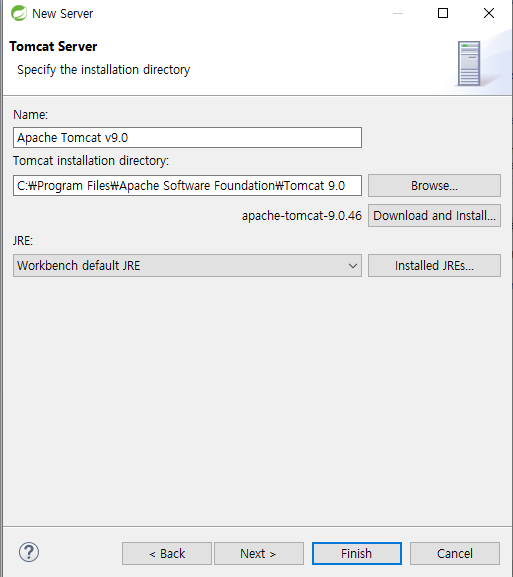 New Server
Tomcat Server
Specify the installation directory
Name:
Apache Tomcat v9.0
Tomcat installation directory:
C:₩Program Files₩Apache Software Foundation₩Tomcat 9.0
Browse...
apache-tomcat-9.0.46
Download and Install...
JRE:
Workbench default JRE
Installed JREs...
?
< Back
Next >
Finish
Cancel